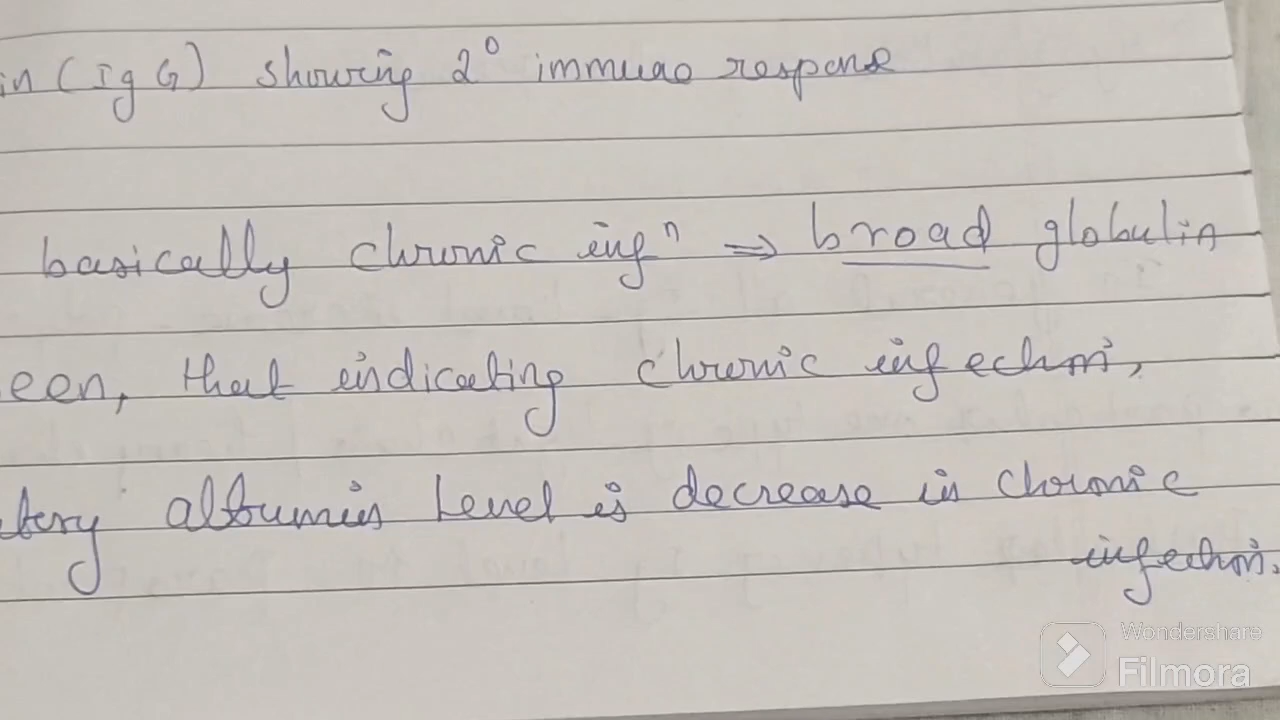 in (Ig G) showing 2° immune response
basically chronic infⁿ ⇒ broad globulin
een, that indicating chronic infection,
tory albumin level is decrease in chronic
infection.
Wondershare
Filmora